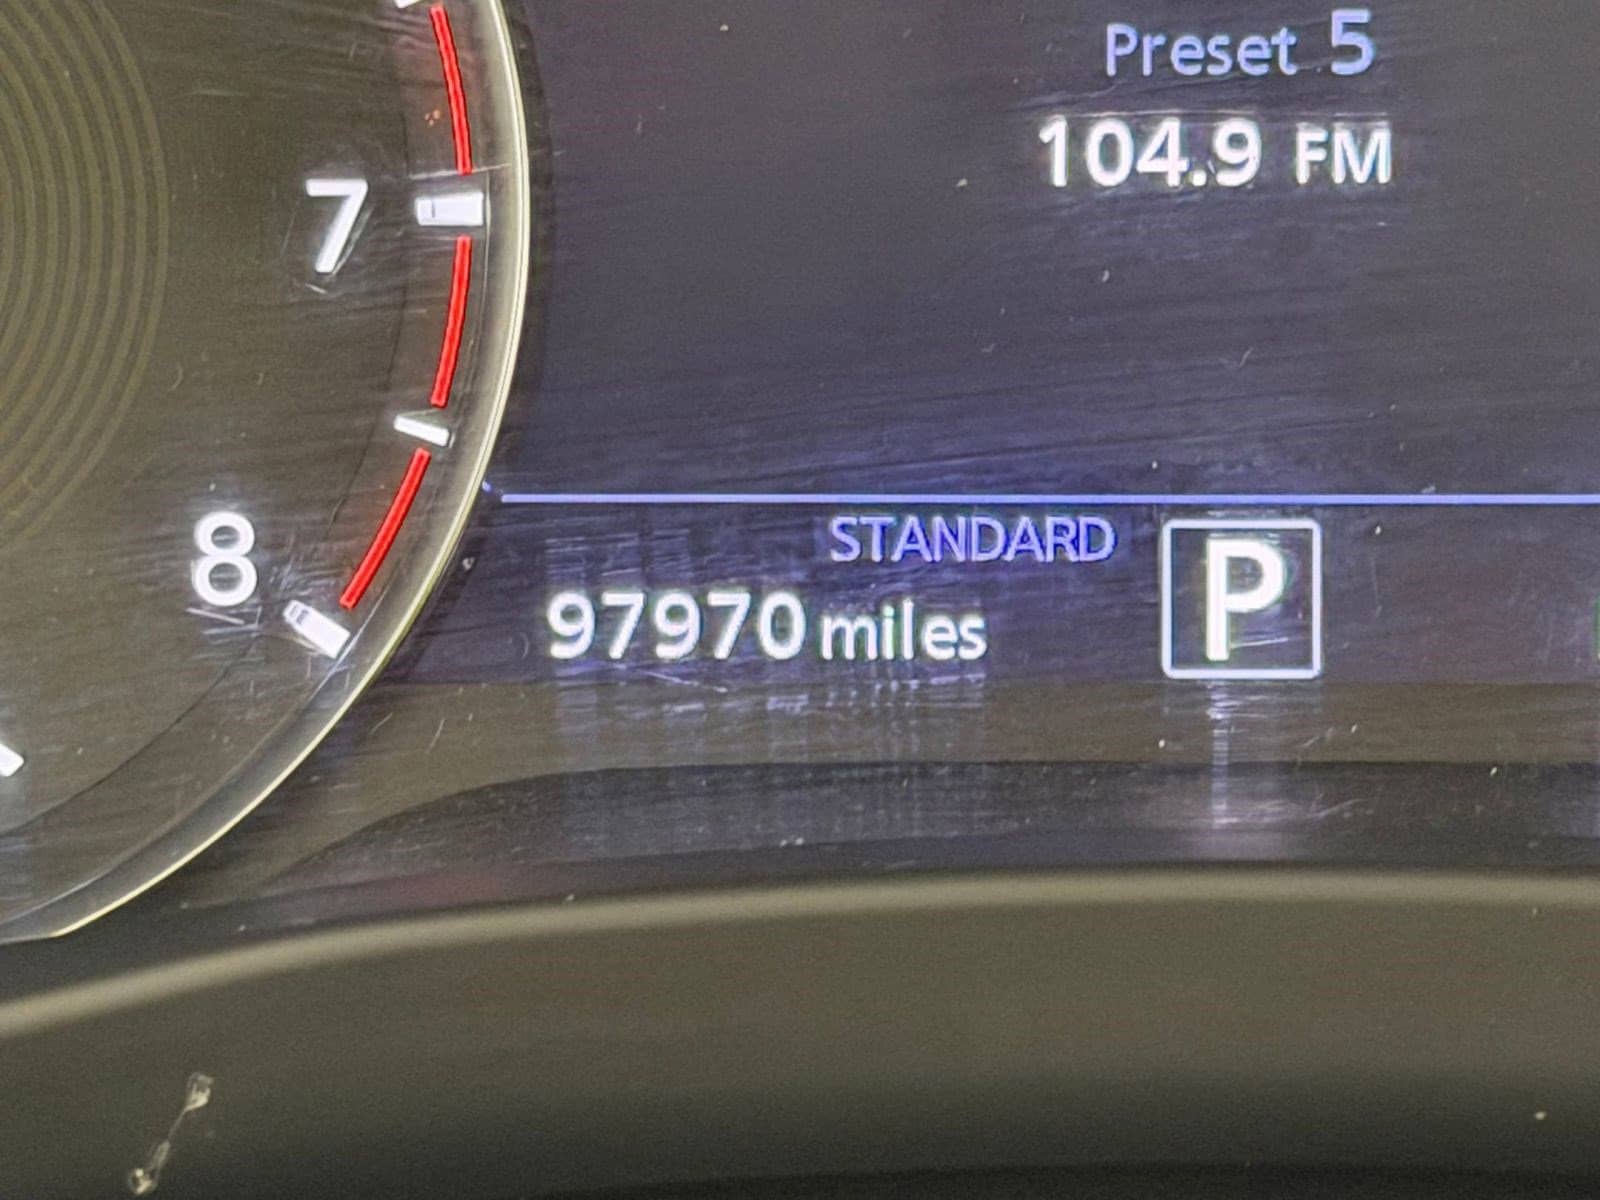 Preset 5
104.9 FM
7
8
STANDARD
97970 miles
P